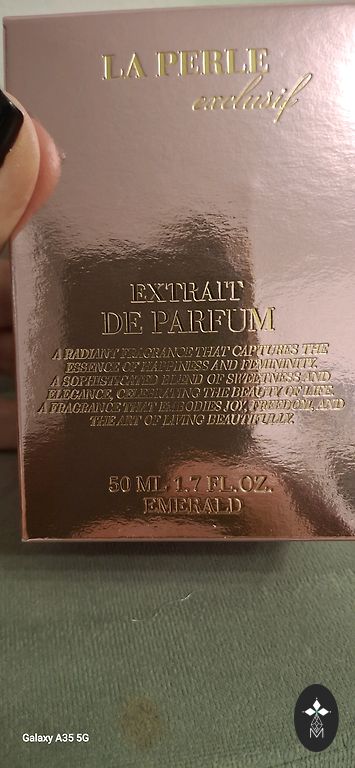 LA PERLE
exclusif
EXTRAIT
DE PARFUM
A RADIANT FRAGRANCE THAT CAPTURES THE
ESSENCE OF HAPPINESS AND FEMININITY.
A SOPHISTICATED BLEND OF SWEETNESS AND
ELEGANCE, CELEBRATING THE BEAUTY OF LIFE.
A FRAGRANCE THAT EMBODIES JOY, FREEDOM, AND
THE ART OF LIVING BEAUTIFULLY.
50 ML 1.7 FL. OZ.
EMERALD
Galaxy A35 5G
M